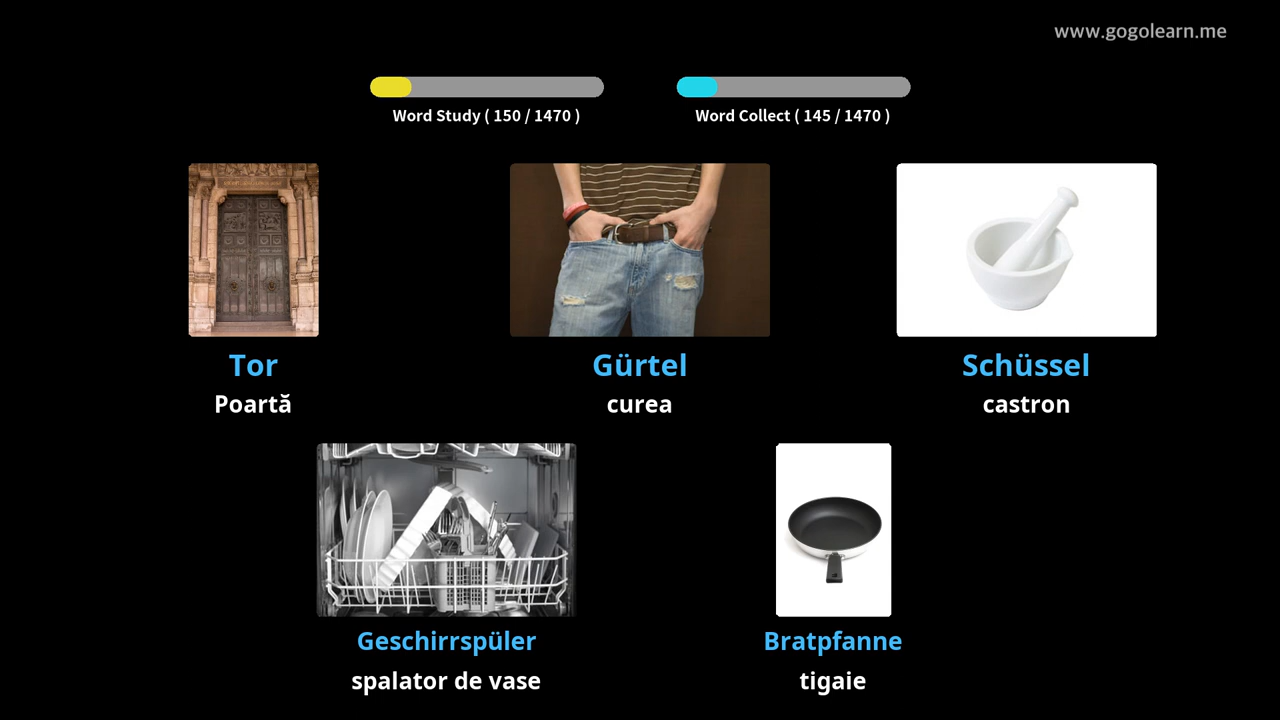 www.gogolearn.me
Word Study ( 150 / 1470 )
Word Collect ( 145 / 1470 )
Tor
Poartă
Gürtel
curea
Schüssel
castron
Geschirrspüler
spalator de vase
Bratpfanne
tigaie